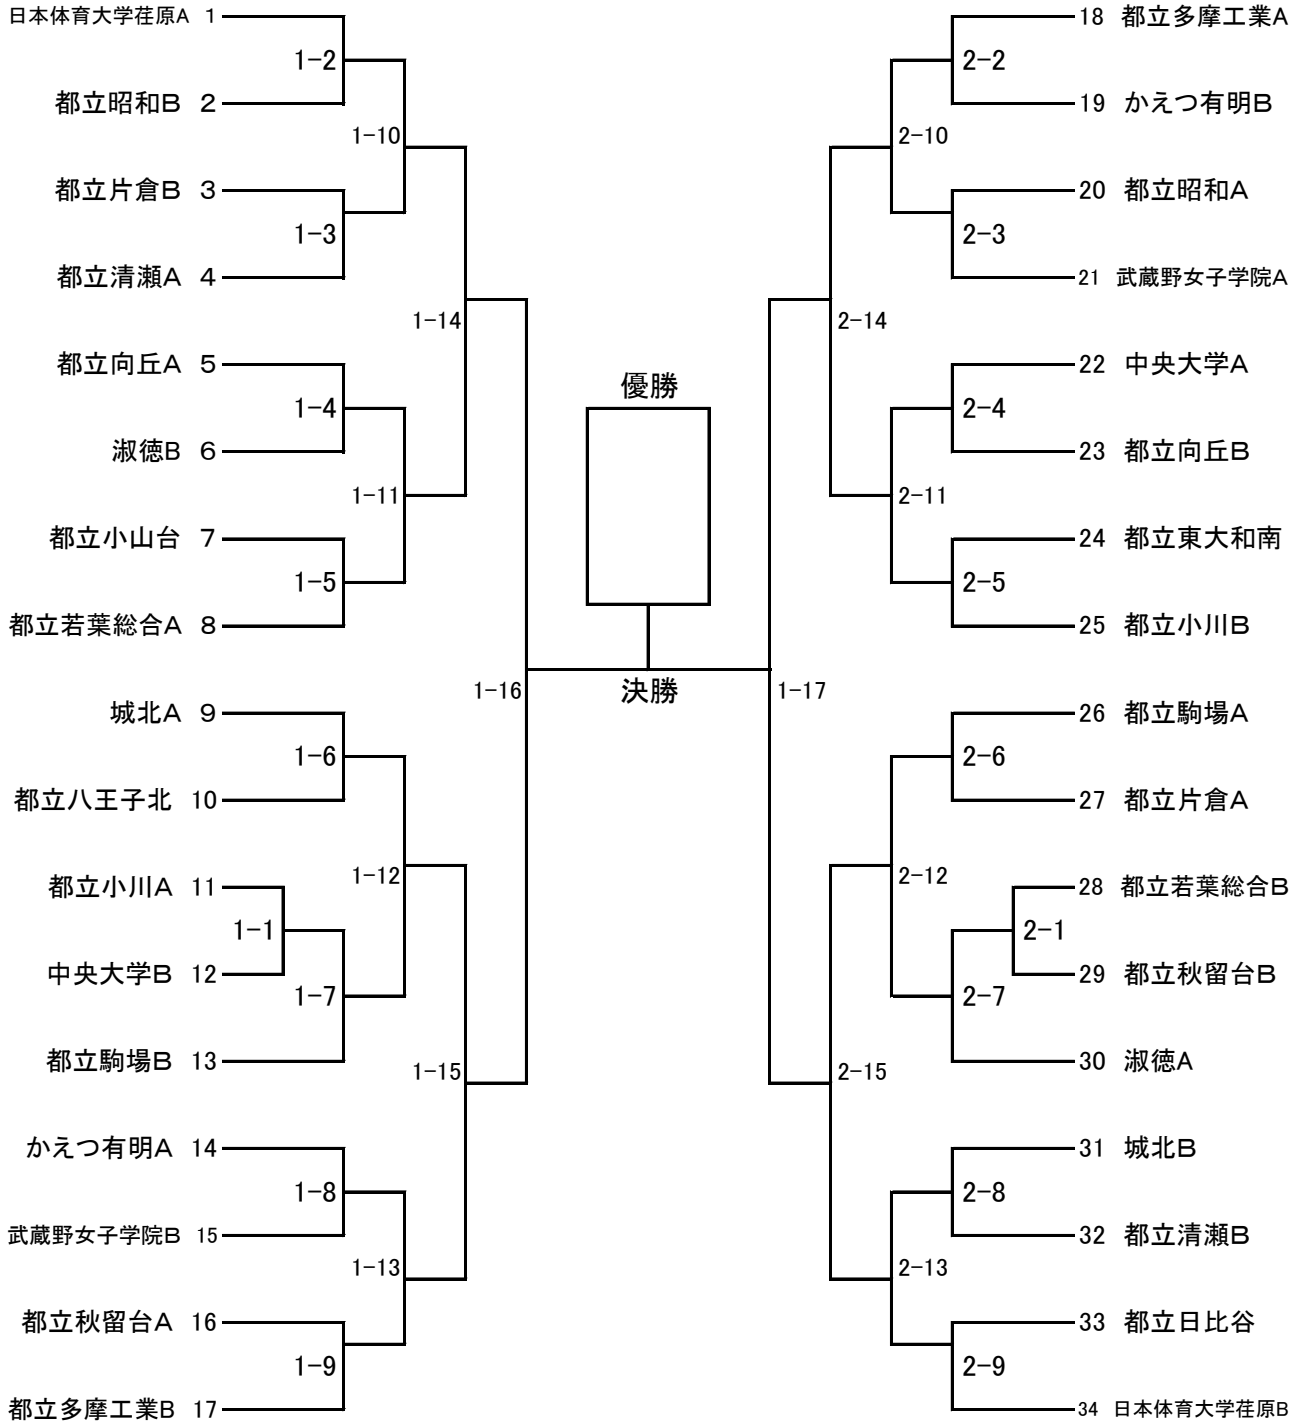 日本体育大学荏原A 1
1-2
都立昭和B 2
1-10
都立片倉B 3
1-3
都立清瀬A 4
1-14
都立向丘A 5
1-4
淑徳B 6
1-11
都立小山台 7
1-5
都立若葉総合A 8
1-16
城北A 9
1-6
都立八王子北 10
1-12
都立小川A 11
1-1
中央大学B 12
1-7
都立駒場B 13
1-15
かえつ有明A 14
1-8
武蔵野女子学院B 15
1-13
都立秋留台A 16
1-9
都立多摩工業B 17
優勝
決勝
18 都立多摩工業A
2-2
19 かえつ有明B
2-10
20 都立昭和A
2-3
21 武蔵野女子学院A
2-14
22 中央大学A
2-4
23 都立向丘B
2-11
24 都立東大和南
2-5
25 都立小川B
1-17
26 都立駒場A
2-6
27 都立片倉A
2-12
28 都立若葉総合B
2-1
29 都立秋留台B
2-7
30 淑徳A
2-15
31 城北B
2-8
32 都立清瀬B
2-13
33 都立日比谷
2-9
34 日本体育大学荏原B